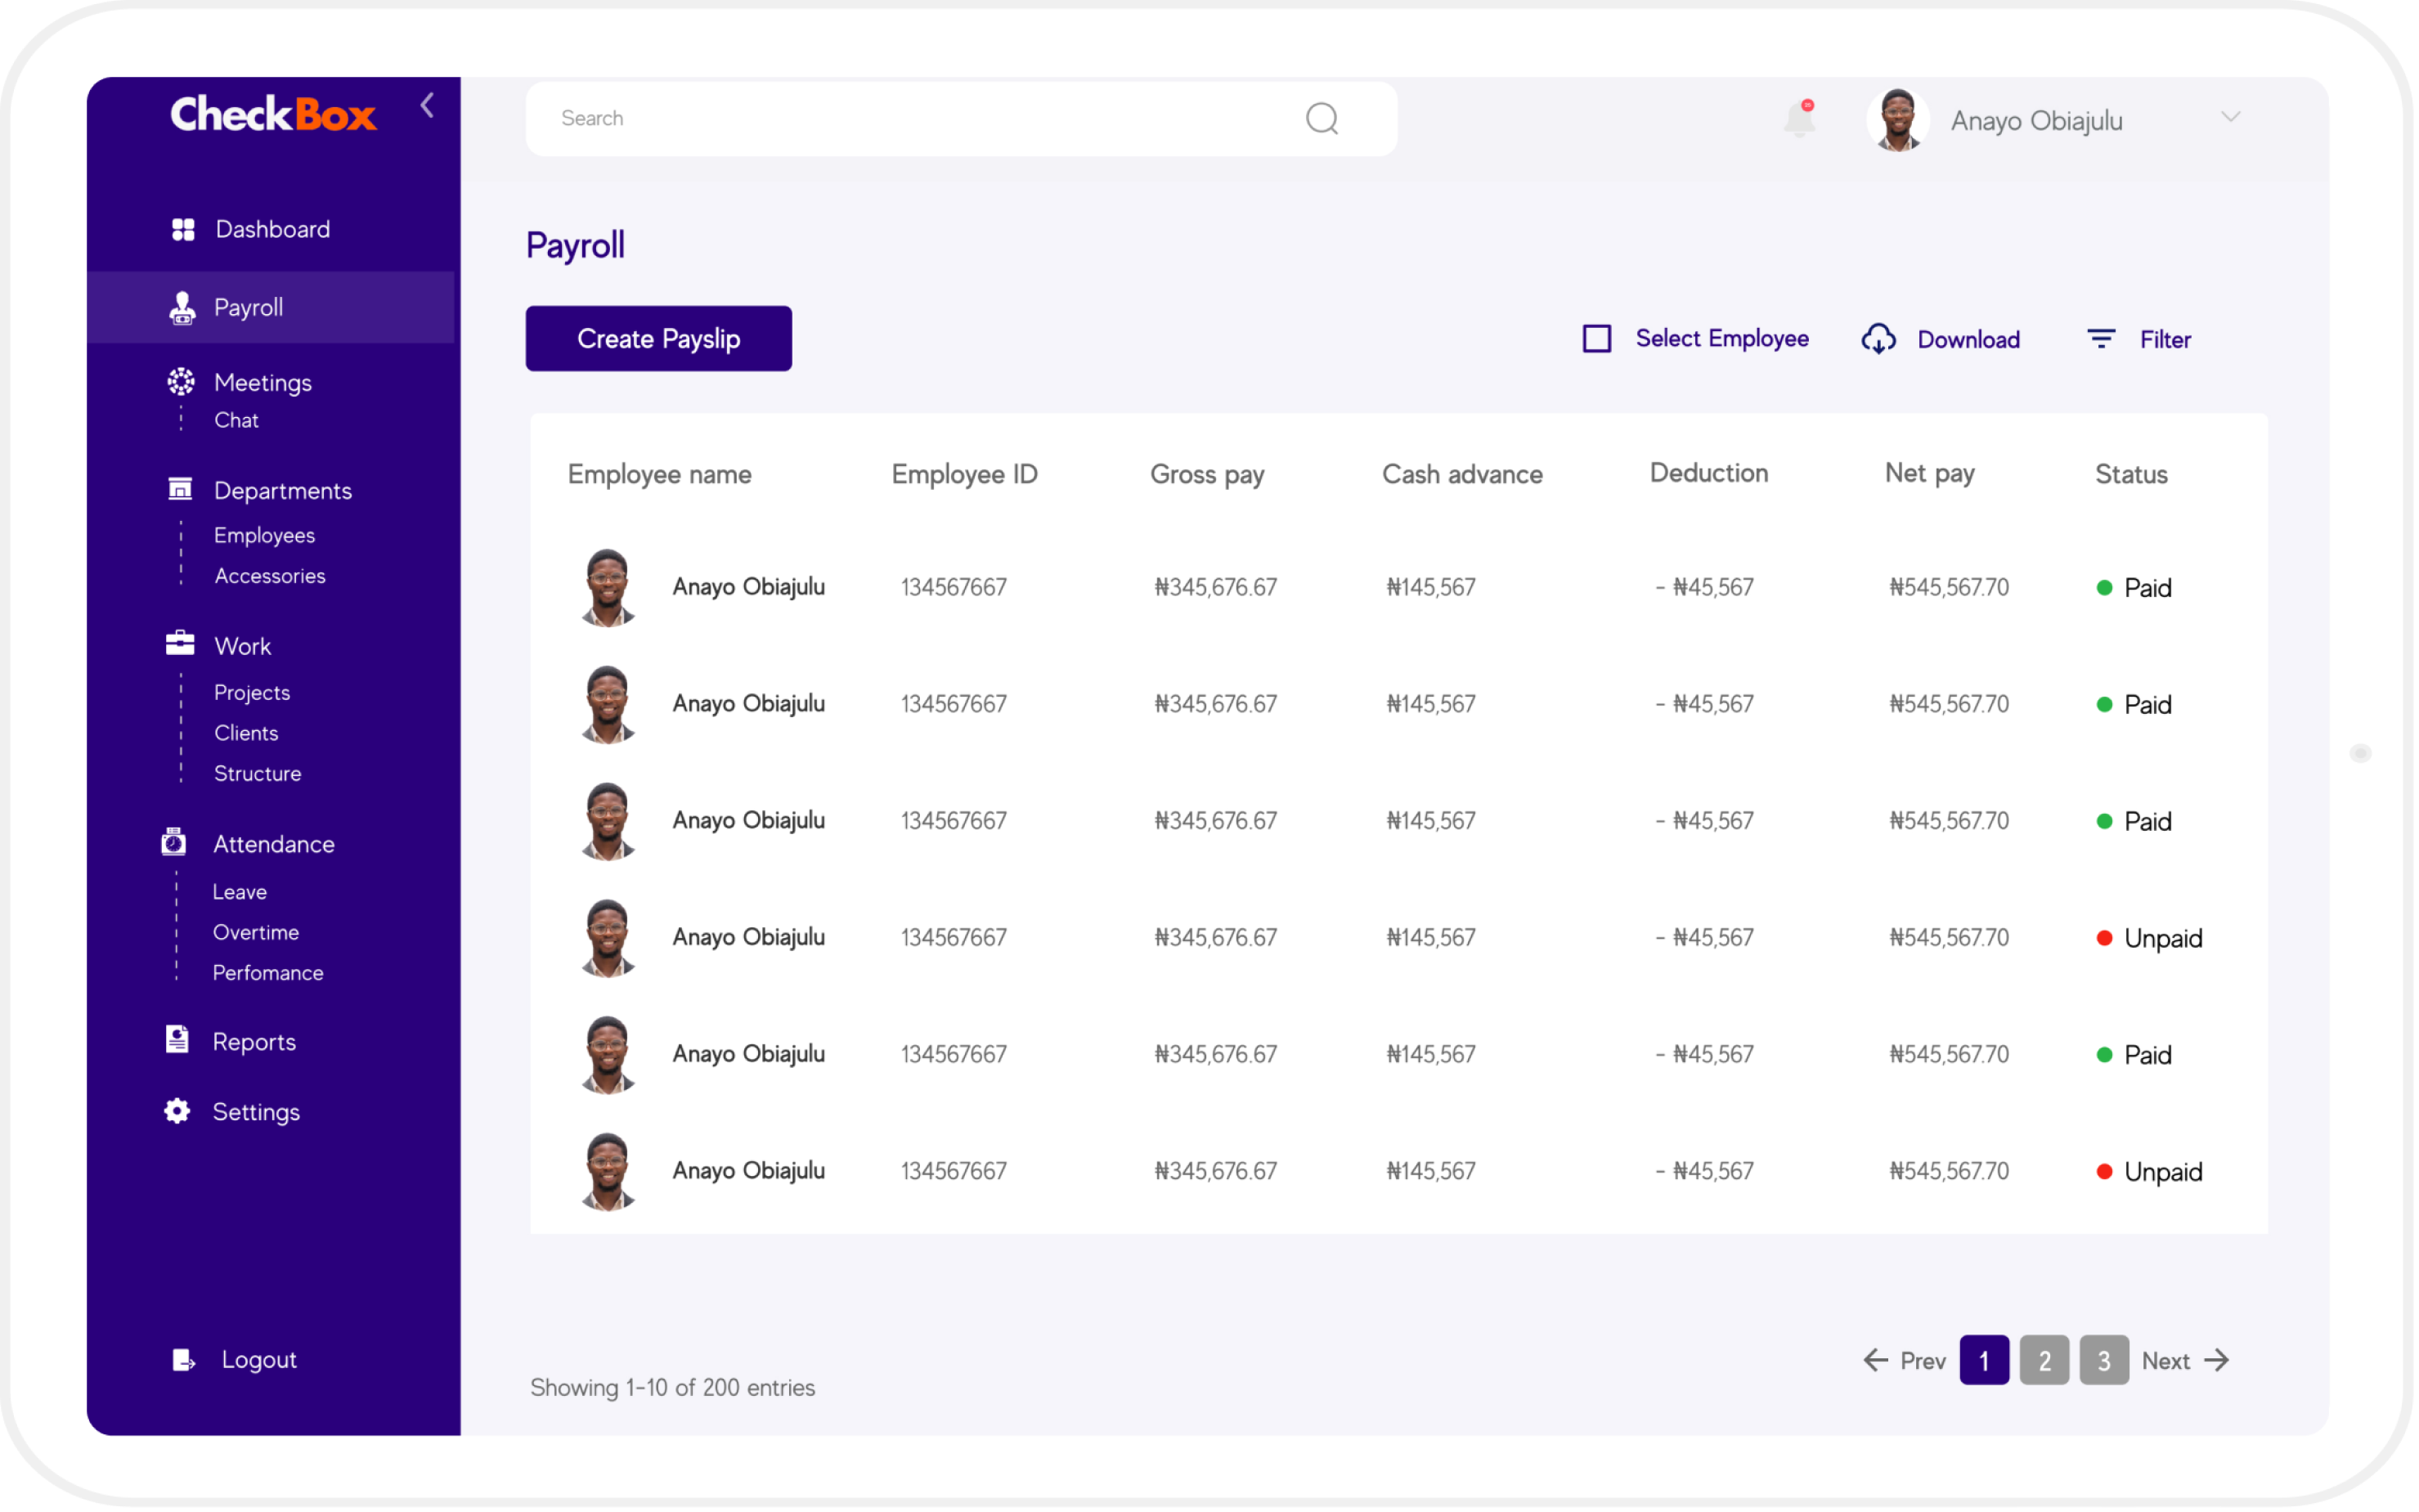 CheckBox
Search
Anayo Obiajulu
Dashboard
Payroll
Meetings
Chat
Departments
Employees
Accessories
Work
Projects
Clients
Structure
Attendance
Leave
Overtime
Perfomance
Reports
Settings
Logout
Payroll
Create Payslip
Select Employee Download Filter
Employee name Employee ID Gross pay Cash advance Deduction Net pay Status
Anayo Obiajulu 134567667 ₦345,676.67 ₦145,567 - ₦45,567 ₦545,567.70 Paid
Anayo Obiajulu 134567667 ₦345,676.67 ₦145,567 - ₦45,567 ₦545,567.70 Paid
Anayo Obiajulu 134567667 ₦345,676.67 ₦145,567 - ₦45,567 ₦545,567.70 Paid
Anayo Obiajulu 134567667 ₦345,676.67 ₦145,567 - ₦45,567 ₦545,567.70 Unpaid
Anayo Obiajulu 134567667 ₦345,676.67 ₦145,567 - ₦45,567 ₦545,567.70 Paid
Anayo Obiajulu 134567667 ₦345,676.67 ₦145,567 - ₦45,567 ₦545,567.70 Unpaid
Showing 1-10 of 200 entries
Prev 1 2 3 Next